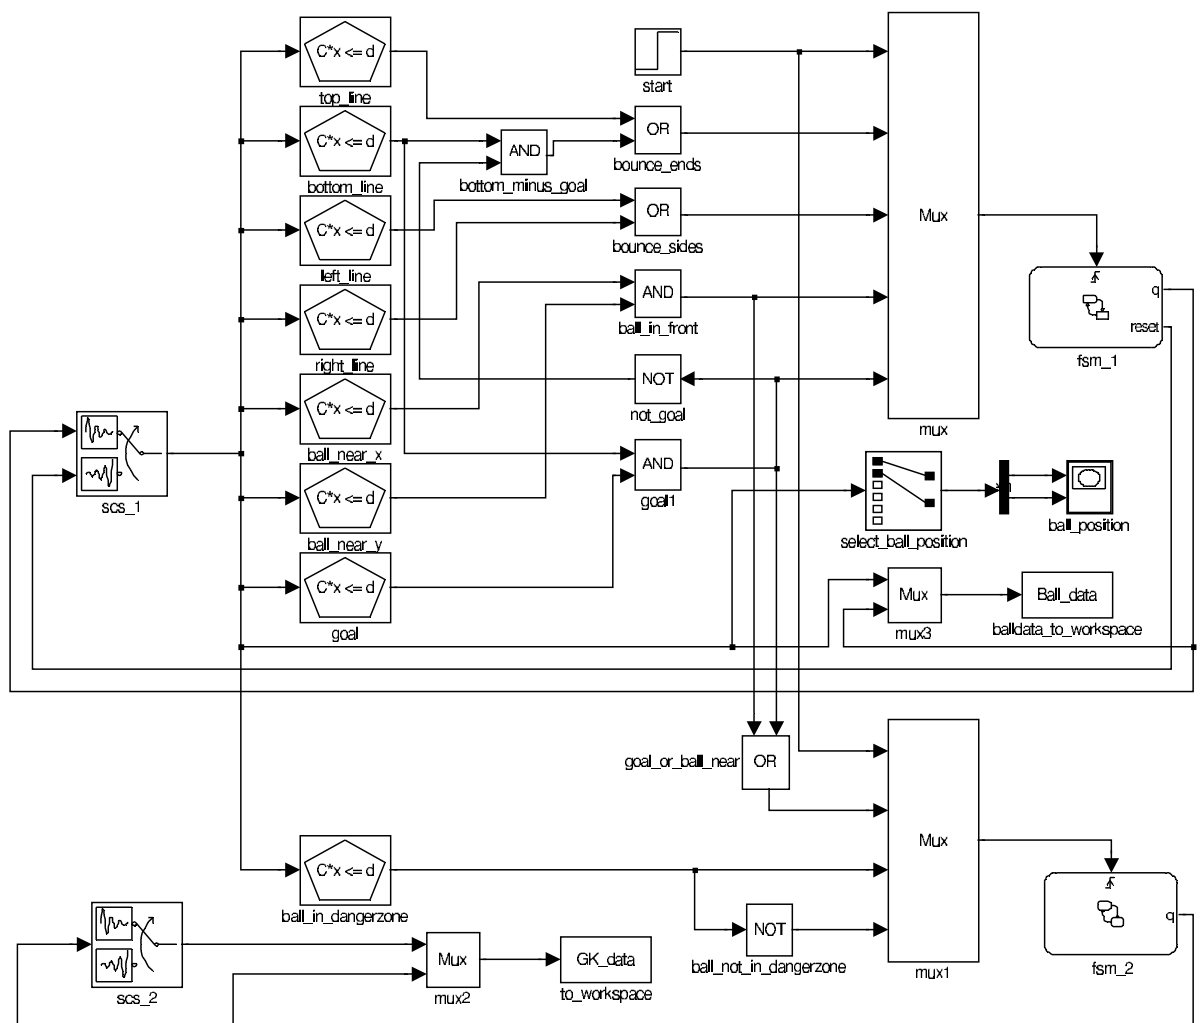 C*x <= d
top_line
start
C*x <= d
AND
OR
bottom_line
bottom_minus_goal
bounce_ends
C*x <= d
OR
Mux
left_line
bounce_sides
C*x <= d
AND
q
reset
right_line
ball_in_front
fsm_1
C*x <= d
NOT
ball_near_x
not_goal
mux
scs_1
C*x <= d
AND
ball_near_y
goal1
select_ball_position
ball_position
C*x <= d
Mux
Ball_data
goal
mux3
balldata_to_workspace
goal_or_ball_near
OR
Mux
C*x <= d
ball_in_dangerzone
q
NOT
ball_not_in_dangerzone
mux1
fsm_2
Mux
GK_data
scs_2
mux2
to_workspace